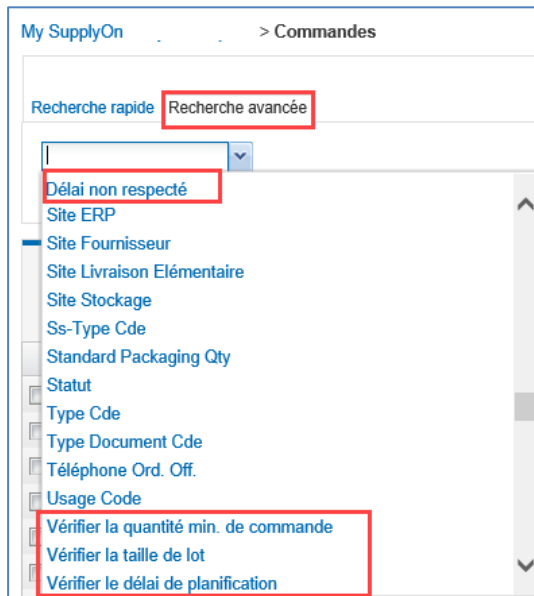 My SupplyOn > Commandes
Recherche rapide Recherche avancée
Délai non respecté
Site ERP
Site Fournisseur
Site Livraison Elémentaire
Site Stockage
Ss-Type Cde
Standard Packaging Qty
Statut
Type Cde
Type Document Cde
Téléphone Ord. Off.
Usage Code
Vérifier la quantité min. de commande
Vérifier la taille de lot
Vérifier le délai de planification